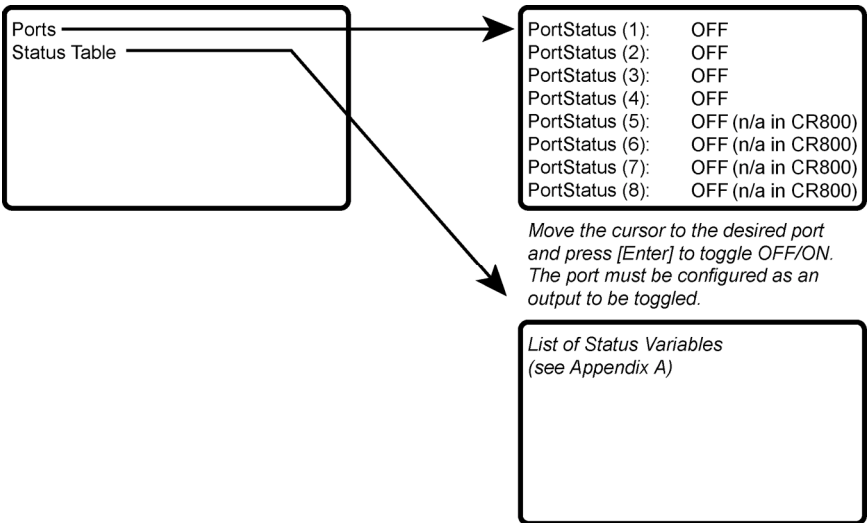 Ports
Status Table
PortStatus (1): OFF
PortStatus (2): OFF
PortStatus (3): OFF
PortStatus (4): OFF
PortStatus (5): OFF (n/a in CR800)
PortStatus (6): OFF (n/a in CR800)
PortStatus (7): OFF (n/a in CR800)
PortStatus (8): OFF (n/a in CR800)
Move the cursor to the desired port
and press [Enter] to toggle OFF/ON.
The port must be configured as an
output to be toggled.
List of Status Variables
(see Appendix A)